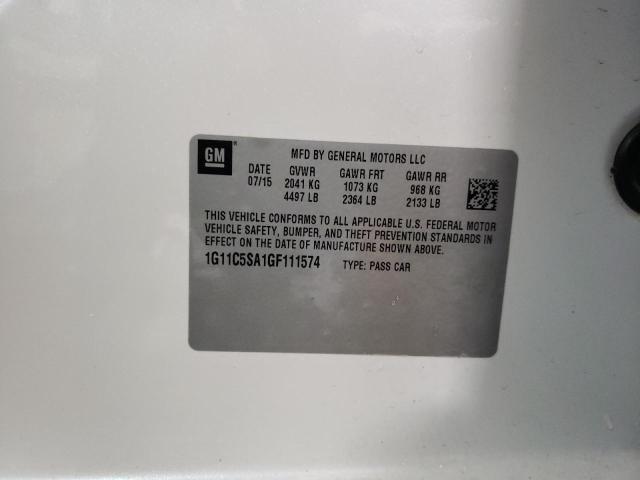 GM ®
MFD BY GENERAL MOTORS LLC
DATE GVWR GAWR FRT GAWR RR
07/15 2041 KG 1073 KG 968 KG
4497 LB 2364 LB 2133 LB
THIS VEHICLE CONFORMS TO ALL APPLICABLE U.S. FEDERAL MOTOR
VEHICLE SAFETY, BUMPER, AND THEFT PREVENTION STANDARDS IN
EFFECT ON THE DATE OF MANUFACTURE SHOWN ABOVE.
1G11C5SA1GF111574 TYPE: PASS CAR